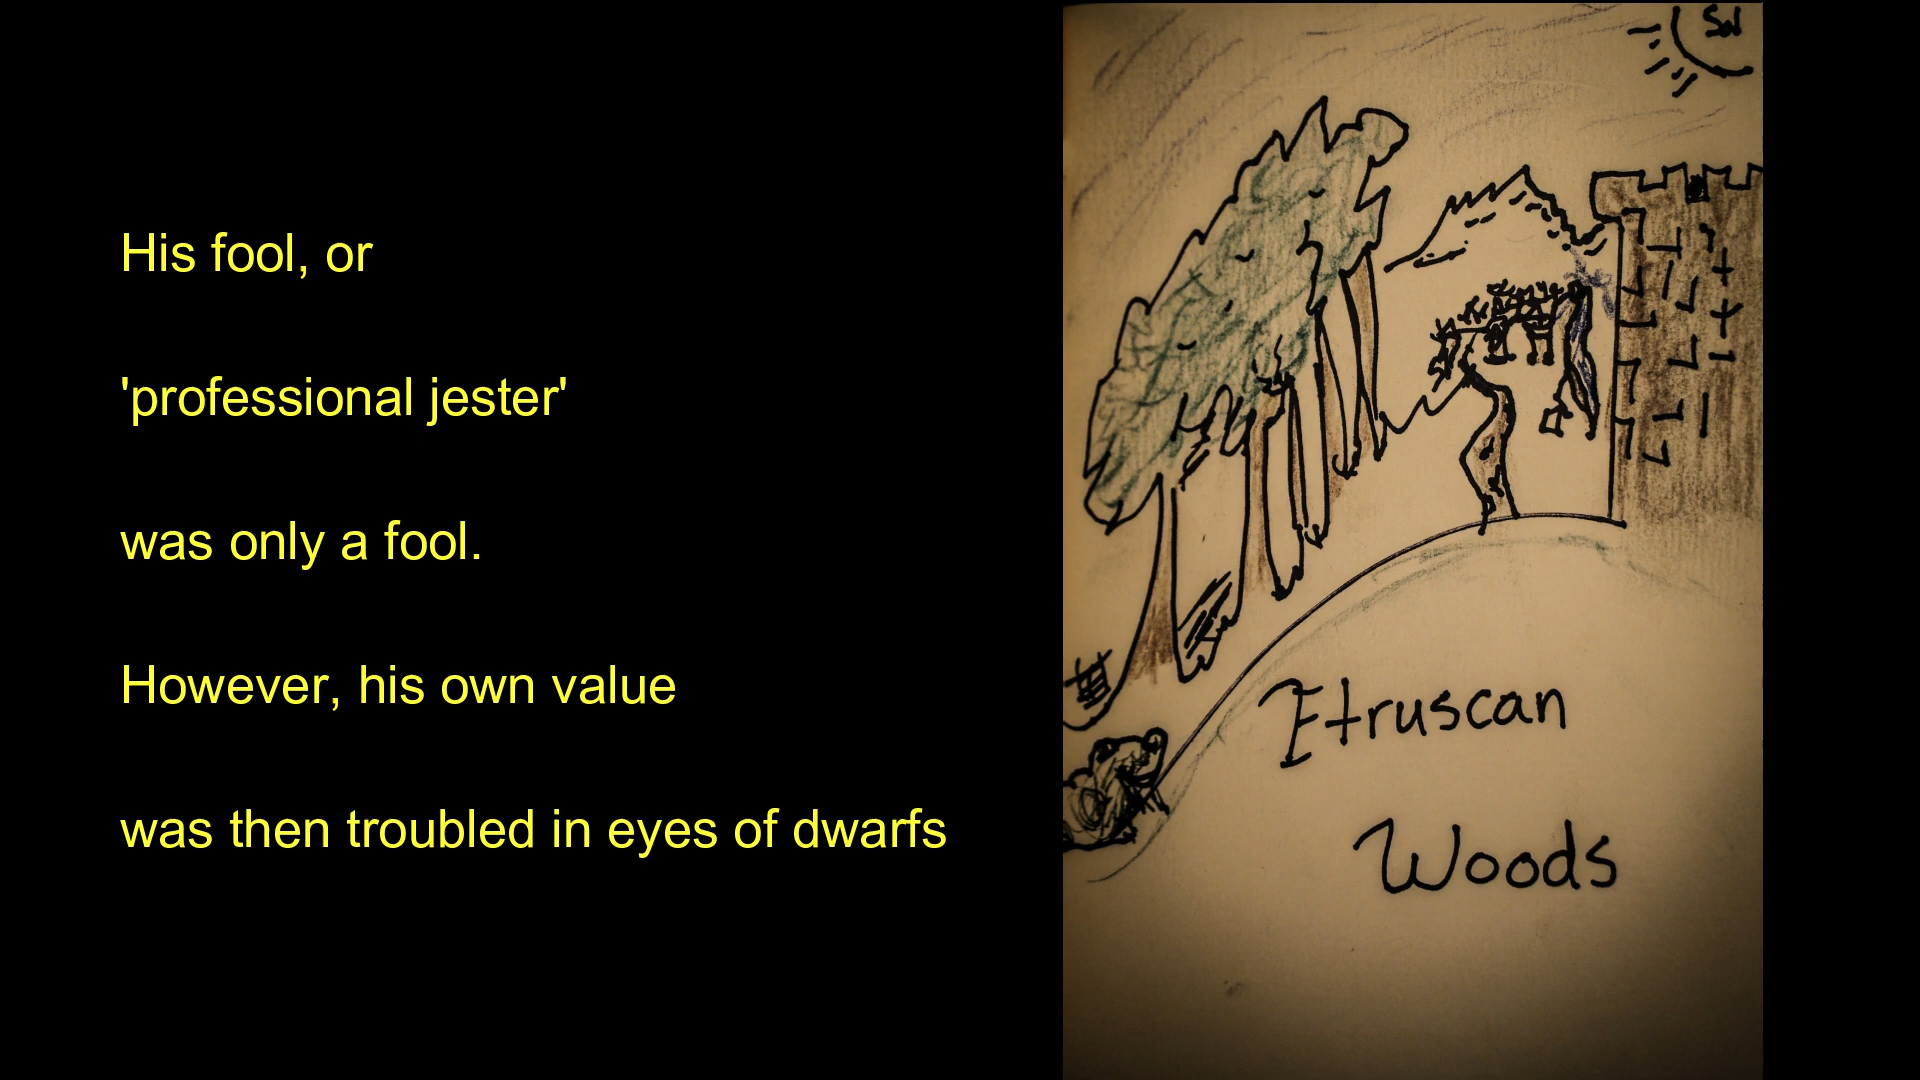 His fool, or
'professional jester'
was only a fool.
However, his own value
was then troubled in eyes of dwarfs
Etruscan
Woods